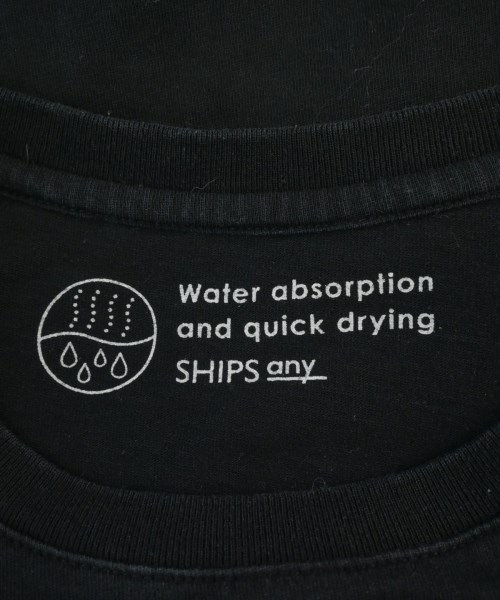 Water absorption
and quick drying
SHIPS any